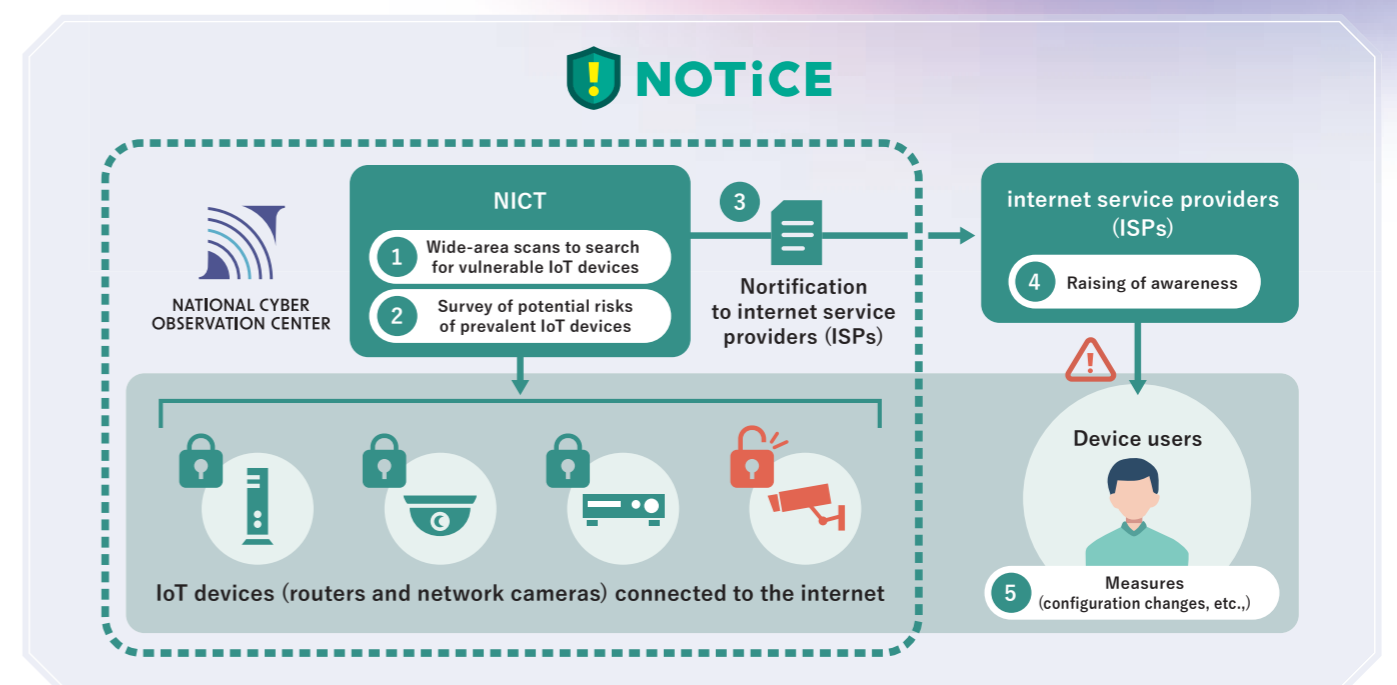 NOTiCE
NATIONAL CYBER
OBSERVATION CENTER
NICT
1
Wide-area scans to search
for vulnerable IoT devices
2
Survey of potential risks
of prevalent IoT devices
3
Nortification
to internet service
providers (ISPs)
internet service providers
(ISPs)
4
Raising of awareness
IoT devices (routers and network cameras) connected to the internet
Device users
5
Measures
(configuration changes, etc.,)